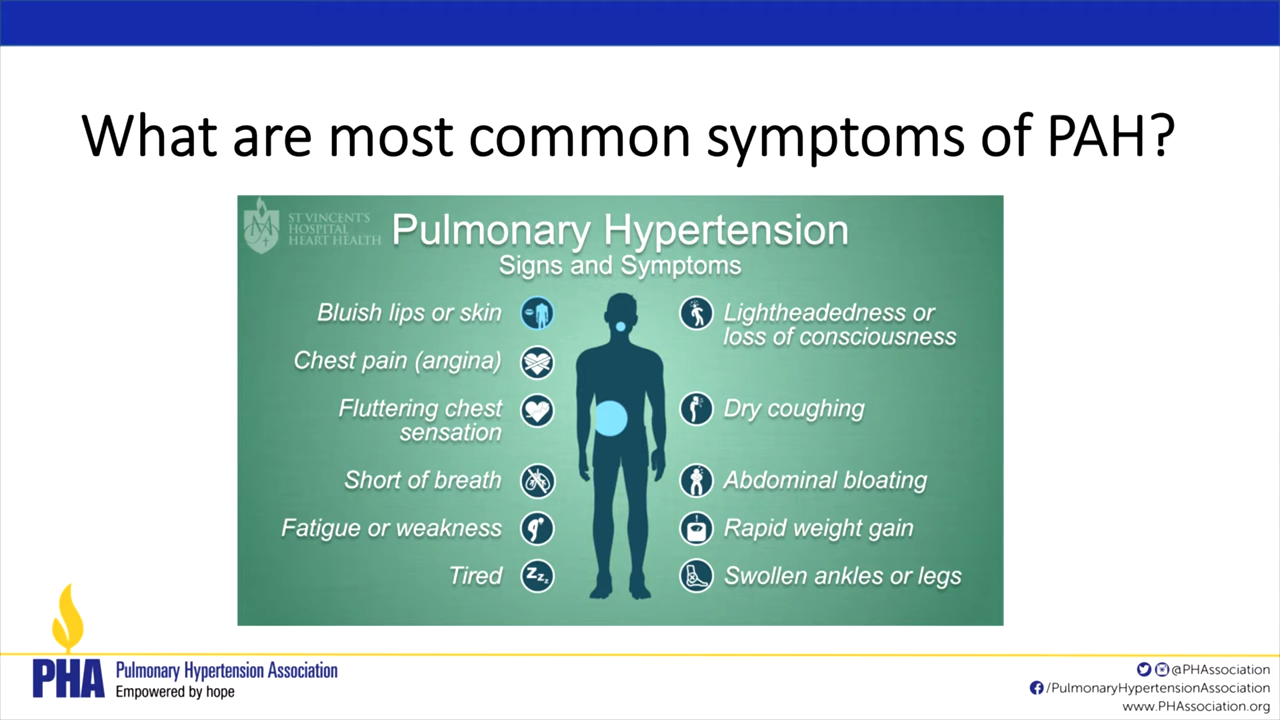 What are most common symptoms of PAH?
ST VINCENT'S
HOSPITAL
HEART HEALTH
Pulmonary Hypertension
Signs and Symptoms
Bluish lips or skin
Chest pain (angina)
Fluttering chest
sensation
Short of breath
Fatigue or weakness
Tired
ZZZ
Lightheadedness or
loss of consciousness
Dry coughing
Abdominal bloating
Rapid weight gain
Swollen ankles or legs
PHA
Pulmonary Hypertension Association
Empowered by hope
@PHAssociation
/PulmonaryHypertensionAssociation
www.PHAssociation.org